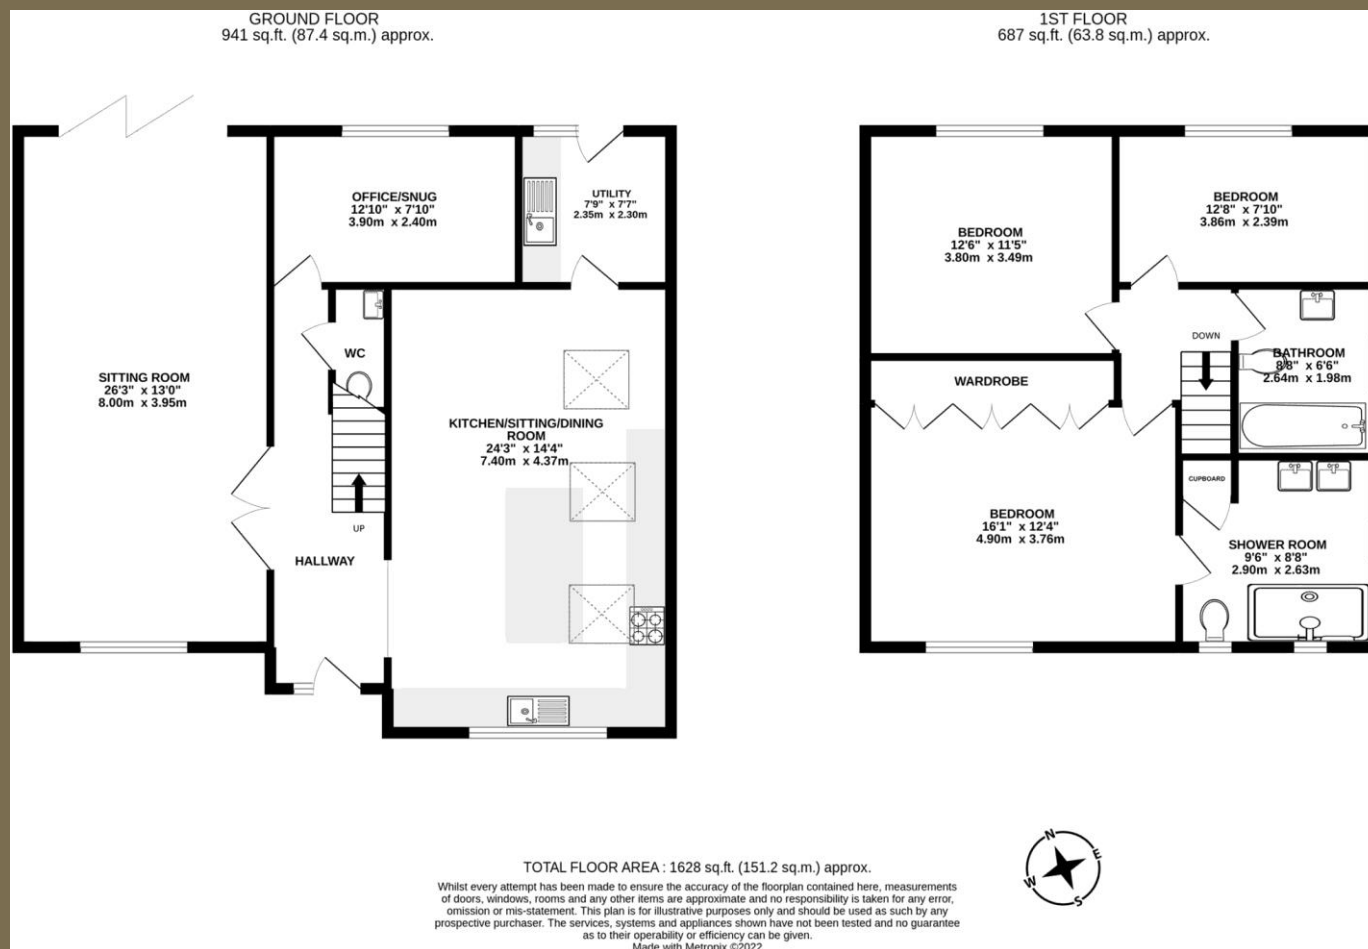 GROUND FLOOR
941 sq.ft. (87.4 sq.m.) approx.
1ST FLOOR
687 sq.ft. (63.8 sq.m.) approx.
OFFICE/SNUG
12'10" x 7'10"
3.90m x 2.40m
UTILITY
7'9" x 7'7"
2.35m x 2.30m
SITTING ROOM
26'3" x 13'0"
8.00m x 3.95m
WC
KITCHEN/SITTING/DINING
ROOM
24'3" x 14'4"
7.40m x 4.37m
UP
HALLWAY
BEDROOM
12'6" x 11'5"
3.80m x 3.49m
BEDROOM
12'8" x 7'10"
3.86m x 2.39m
DOWN
BATHROOM
8'8" x 6'6"
2.64m x 1.98m
WARDROBE
CUPBOARD
BEDROOM
16'1" x 12'4"
4.90m x 3.76m
SHOWER ROOM
9'6" x 8'8"
2.90m x 2.63m
N
E
W
S
TOTAL FLOOR AREA : 1628 sq.ft. (151.2 sq.m.) approx.
Whilst every attempt has been made to ensure the accuracy of the floorplan contained here, measurements
of doors, windows, rooms and any other items are approximate and no responsibility is taken for any error,
omission or mis-statement. This plan is for illustrative purposes only and should be used as such by any
prospective purchaser. The services, systems and appliances shown have not been tested and no guarantee
as to their operability or efficiency can be given.
Made with Metropix ©2022